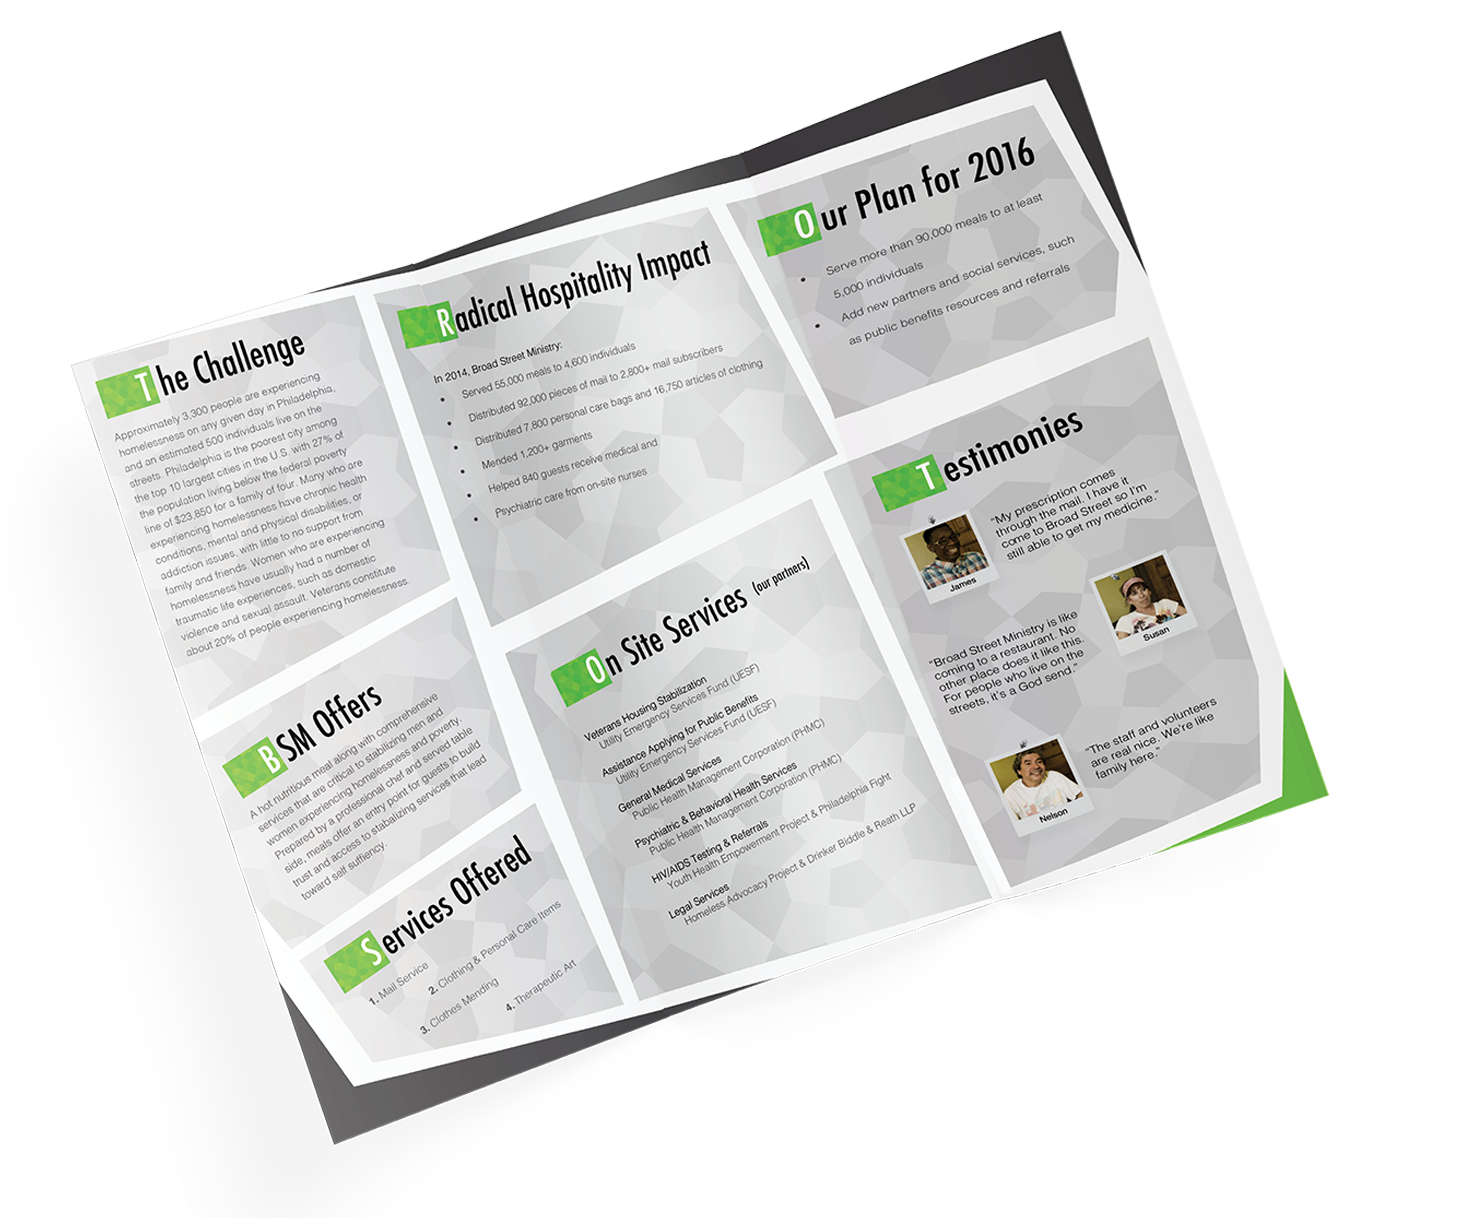 The Challenge
Approximately 3,300 people are experiencing
homelessness on any given day in Philadelphia,
and an estimated 500 individuals live on the
streets. Philadelphia is the poorest city among
the top 10 largest cities in the U.S. with 27% of
the population living below the federal poverty
line of $23,850 for a family of four. Many who are
experiencing homelessness have chronic health
conditions, mental and physical disabilities, or
addiction issues, with little to no support from
family and friends. Women who are experiencing
homelessness have usually had a number of
traumatic life experiences, such as domestic
violence and sexual assault. Veterans constitute
about 20% of people experiencing homelessness.
BSM Offers
A hot nutritious meal along with comprehensive
services that are critical to stabilizing men and
women experiencing homelessness and poverty.
Prepared by a professional chef and served table
side, meals offer an entry point for guests to build
trust and access to stabalizing services that lead
toward self suffiency.
Services Offered
1. Mail Service
2. Clothing & Personal Care Items
3. Clothes Mending
4. Therapeutic Art
Radical Hospitality Impact
In 2014, Broad Street Ministry:
• Served 55,000 meals to 4,600 individuals
• Distributed 92,000 pieces of mail to 2,800+ mail subscribers
• Distributed 7,800 personal care bags and 16,750 articles of clothing
• Mended 1,200+ garments
• Helped 840 guests receive medical and
• Psychiatric care from on-site nurses
On Site Services (our partners)
Veterans Housing Stabilization
Utility Emergency Services Fund (UESF)
Assistance Applying for Public Benefits
Utility Emergency Services Fund (UESF)
General Medical Services
Public Health Management Corporation (PHMC)
Psychiatric & Behavioral Health Services
Public Health Management Corporation (PHMC)
HIV/AIDS Testing & Referrals
Youth Health Empowerment Project & Philadelphia Fight
Legal Services
Homeless Advocacy Project & Drinker Biddle & Reath LLP
Our Plan for 2016
• Serve more than 90,000 meals to at least
5,000 individuals
• Add new partners and social services, such
as public benefits resources and referrals
Testimonies
"My prescription comes
through the mail. I have it
come to Broad Street so I'm
still able to get my medicine."
James
Susan
"Broad Street Ministry is like
coming to a restaurant. No
other place does it like this.
For people who live on the
streets, it's a God send."
Nelson
"The staff and volunteers
are real nice. We're like
family here."